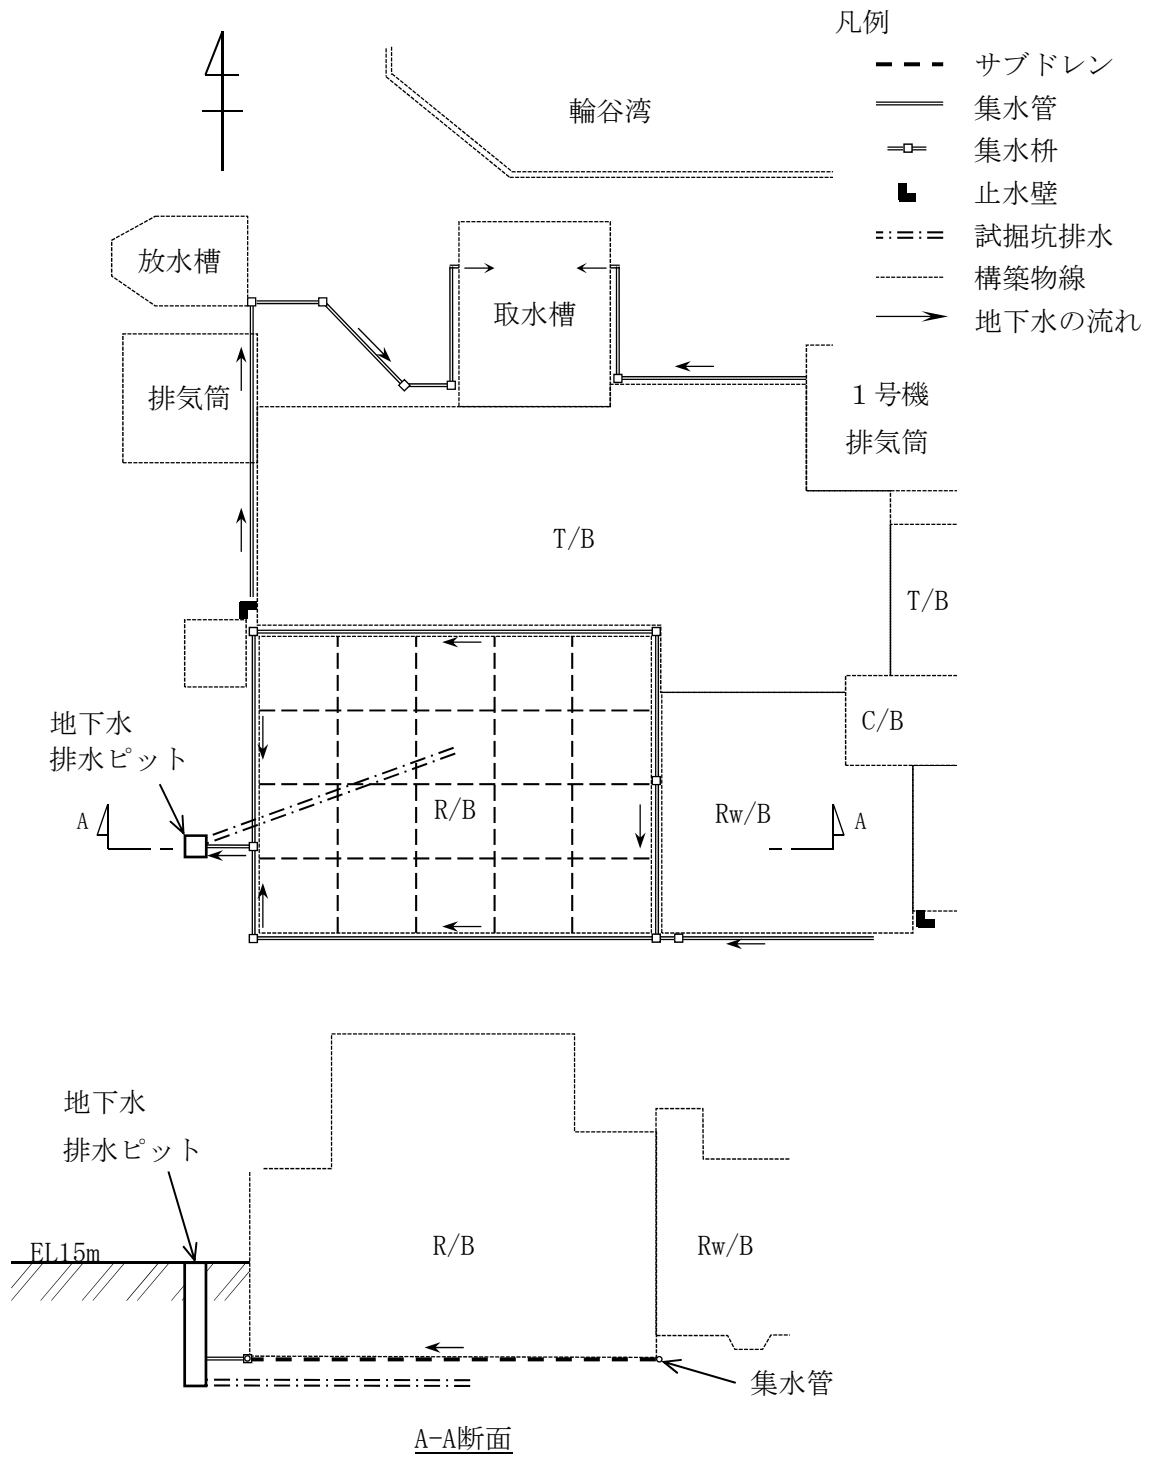 凡例
サブドレン
輪谷湾
集水管
集水枡
止水壁
試掘坑排水
放水槽
構築物線
取水槽
地下水の流れ
排気筒
１号機
排気筒
T/B
T/B
C/B
地下水
排水ピット
R/B
Rw/B
A
A
地下水
排水ピット
R/B
Rw/B
EL15m
集水管
A-A断面